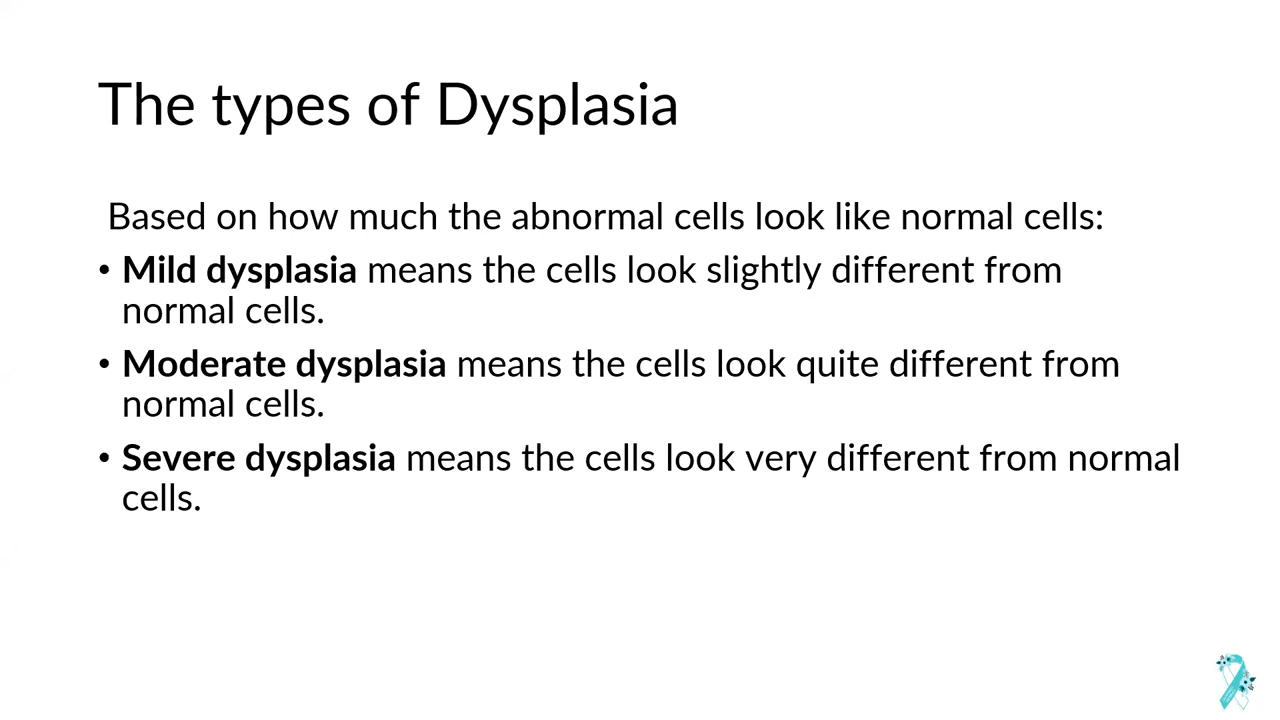 The types of Dysplasia
Based on how much the abnormal cells look like normal cells:
• Mild dysplasia means the cells look slightly different from
normal cells.
• Moderate dysplasia means the cells look quite different from
normal cells.
• Severe dysplasia means the cells look very different from normal
cells.